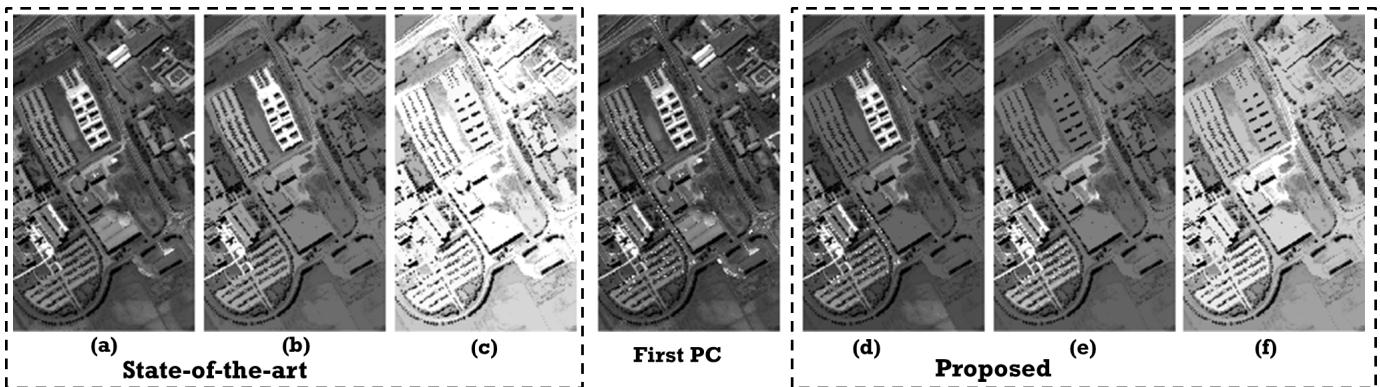 (a) (b) (c) First PC (d) (e) (f)
State-of-the-art Proposed